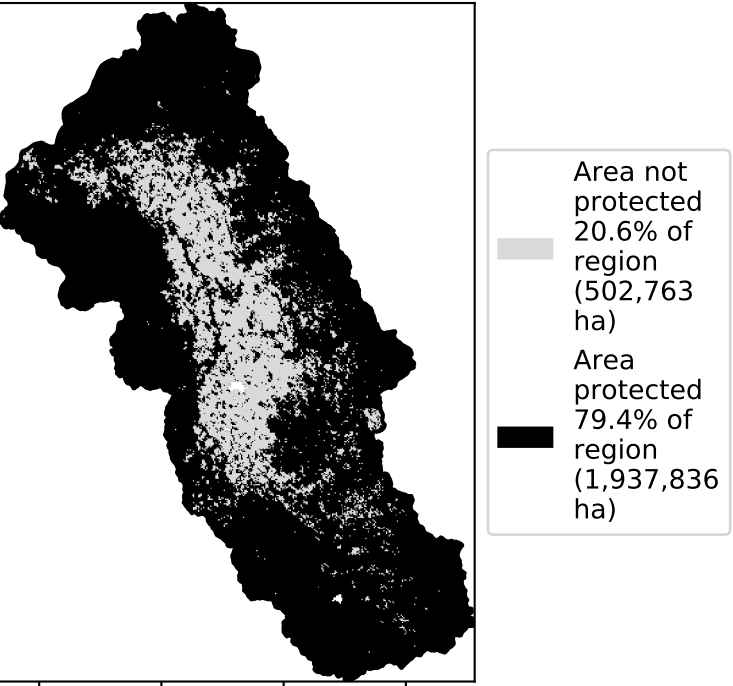 Area not
protected
20.6% of
region
(502,763
ha)
Area
protected
79.4% of
region
(1,937,836
ha)